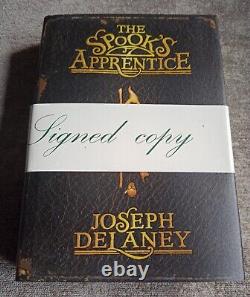 THE
SPOOK'S
APPRENTICE
Signed copy
JOSEPH
DELANEY